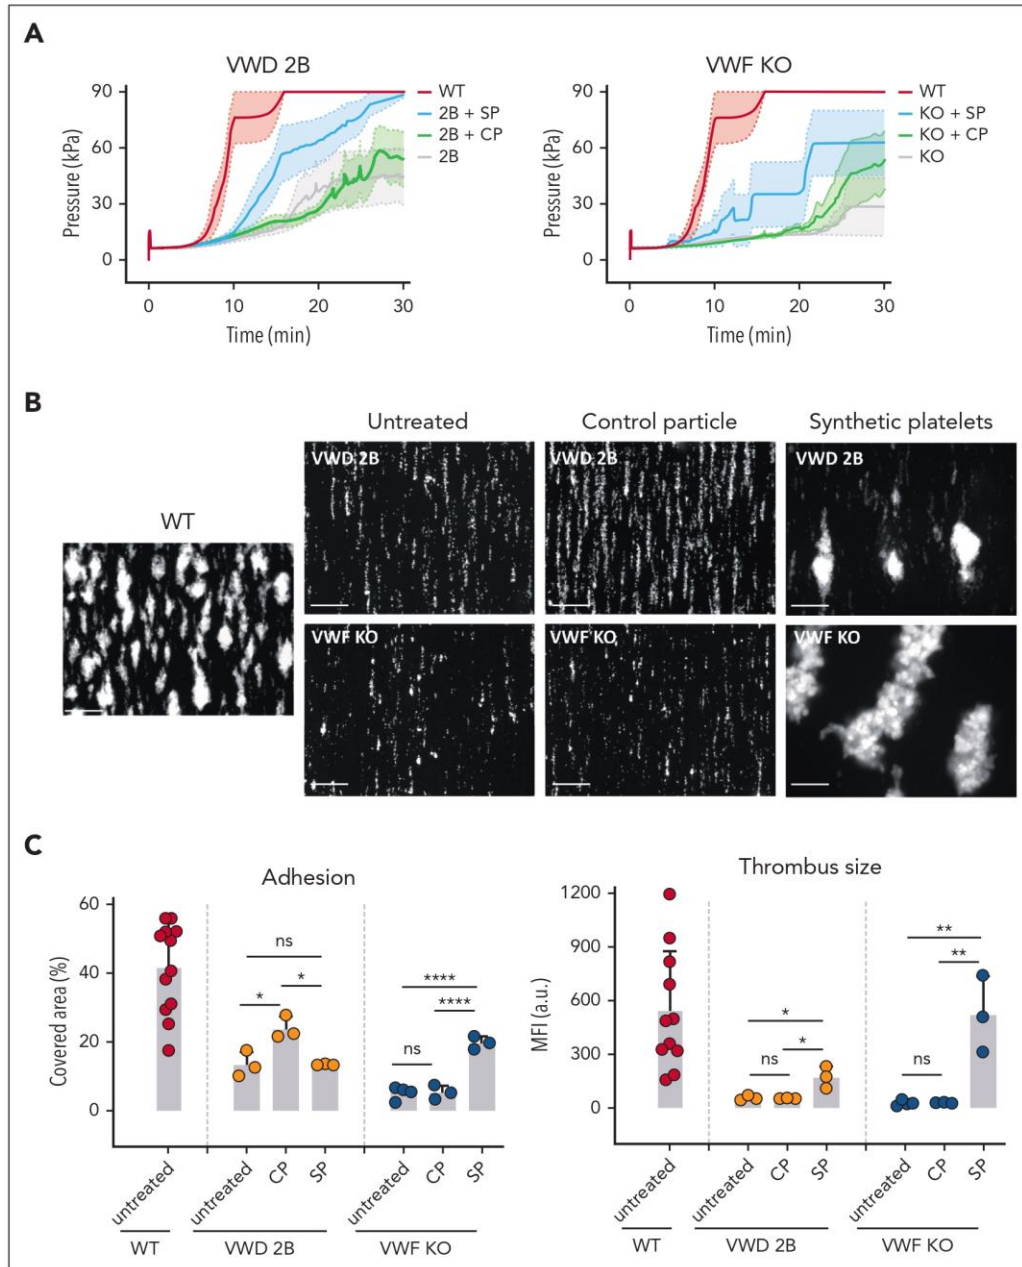 A
VWD 2B
VWF KO
90
60
30
0
Pressure (kPa)
0 10 20 30
Time (min)
WT
2B + SP
2B + CP
2B
90
60
30
0
Pressure (kPa)
0 10 20 30
Time (min)
WT
KO + SP
KO + CP
KO
B
Untreated
Control particle
Synthetic platelets
WT
VWD 2B
VWD 2B
VWD 2B
VWF KO
VWF KO
VWF KO
C
Adhesion
60
40
20
0
Covered area (%)
ns
*
*
****
****
ns
untreated
untreated
CP
SP
untreated
CP
SP
WT
VWD 2B
VWF KO
Thrombus size
1200
900
600
300
0
MFI (a.u.)
*
*
ns
**
**
ns
untreated
untreated
CP
SP
untreated
CP
SP
WT
VWD 2B
VWF KO